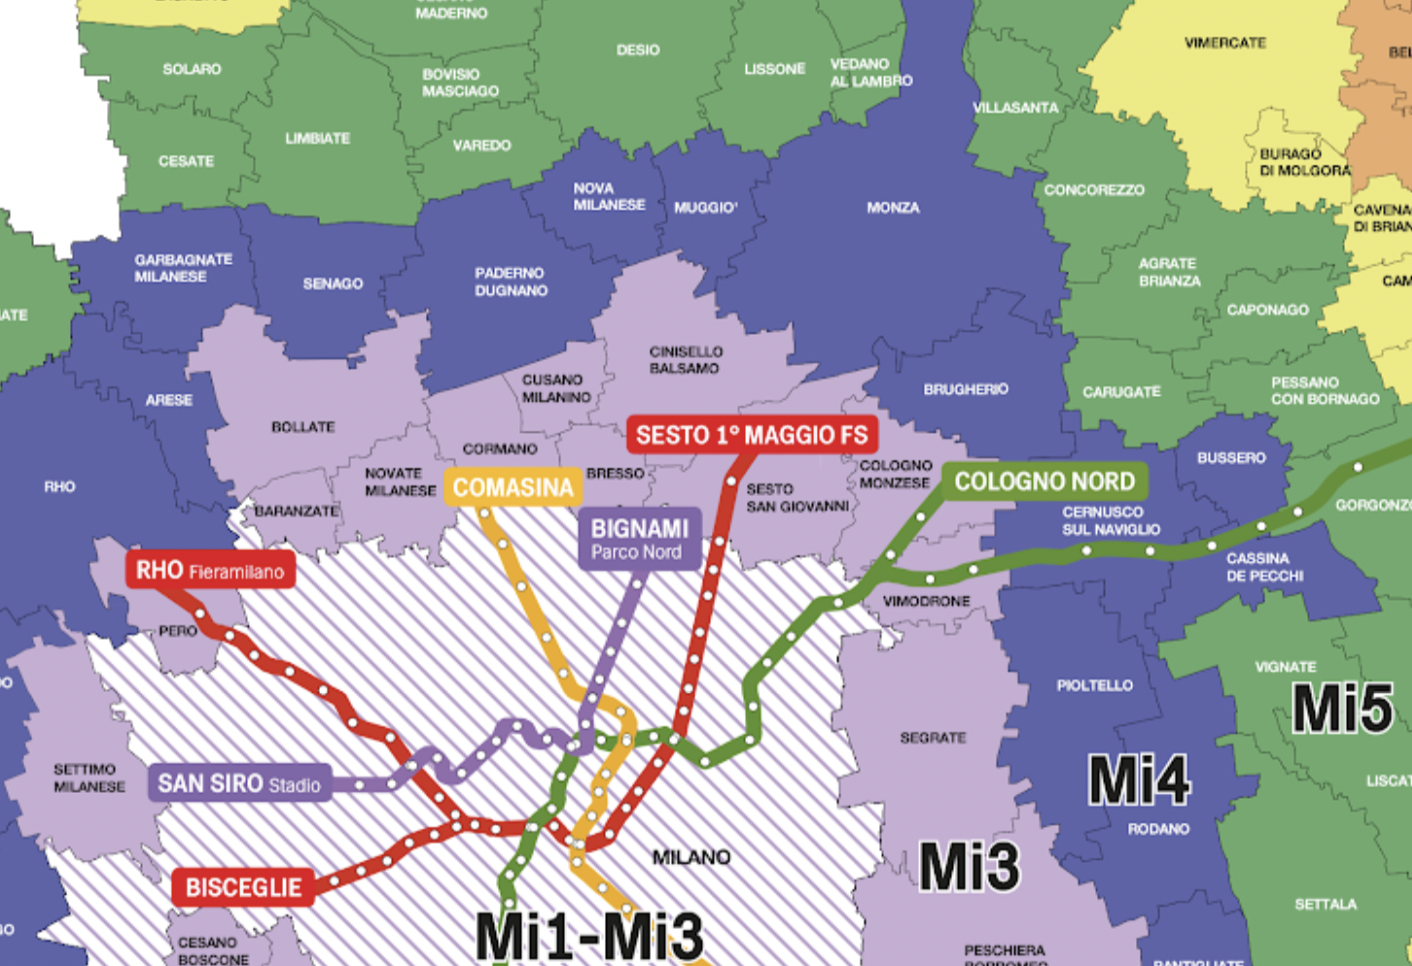 MADERNO
DESIO
VIMERCATE
SOLARO
BOVISIO
MASCIAGO
LISSONE
VEDANO
AL LAMBRO
VILLASANTA
LIMBIATE
CESATE
VAREDO
BURAGO
DI MOLGORA
NOVA
MILANESE
MUGGIO'
MONZA
CONCOREZZO
GARBAGNATE
MILANESE
SENAGO
PADERNO
DUGNANO
AGRATE
BRIANZA
CAPONAGO
CINISELLO
BALSAMO
CUSANO
MILANINO
BRUGHERIO
CARUGATE
PESSANO
CON BORNAGO
ARESE
BOLLATE
SESTO 1° MAGGIO FS
CORMANO
BUSSERO
RHO
NOVATE
MILANESE
COMASINA
BRESSO
SESTO
SAN GIOVANNI
COLOGNO
MONZESE
COLOGNO NORD
BARANZATE
BIGNAMI
Parco Nord
CERNUSCO
SUL NAVIGLIO
CASSINA
DE PECCHI
RHO Fieramilano
VIMODRONE
PERO
VIGNATE
PIOLTELLO
Mi5
SEGRATE
SETTIMO
MILANESE
SAN SIRO Stadio
Mi4
RODANO
MILANO
Mi3
BISCEGLIE
SETTALA
Mi1-Mi3
CESANO
BOSCONE
PESCHIERA